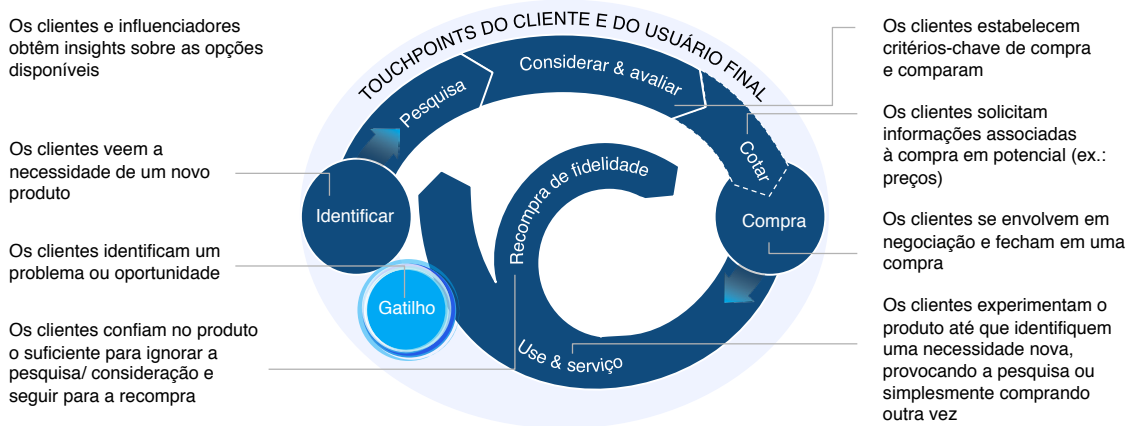 TOUCHPOINTS DO CLIENTE E DO USUÁRIO FINAL
Os clientes e influenciadores
obtêm insights sobre as opções
disponíveis
Os clientes veem a
necessidade de um novo
produto
Os clientes identificam um
problema ou oportunidade
Os clientes confiam no produto
o suficiente para ignorar a
pesquisa/ consideração e
seguir para a recompra
Pesquisa
Considerar & avaliar
Cotar
Identificar
Recompra de fidelidade
Compra
Gatilho
Use & serviço
Os clientes estabelecem
critérios-chave de compra
e comparam
Os clientes solicitam
informações associadas
à compra em potencial (ex.:
preços)
Os clientes se envolvem em
negociação e fecham em uma
compra
Os clientes experimentam o
produto até que identifiquem
uma necessidade nova,
provocando a pesquisa ou
simplesmente comprando
outra vez